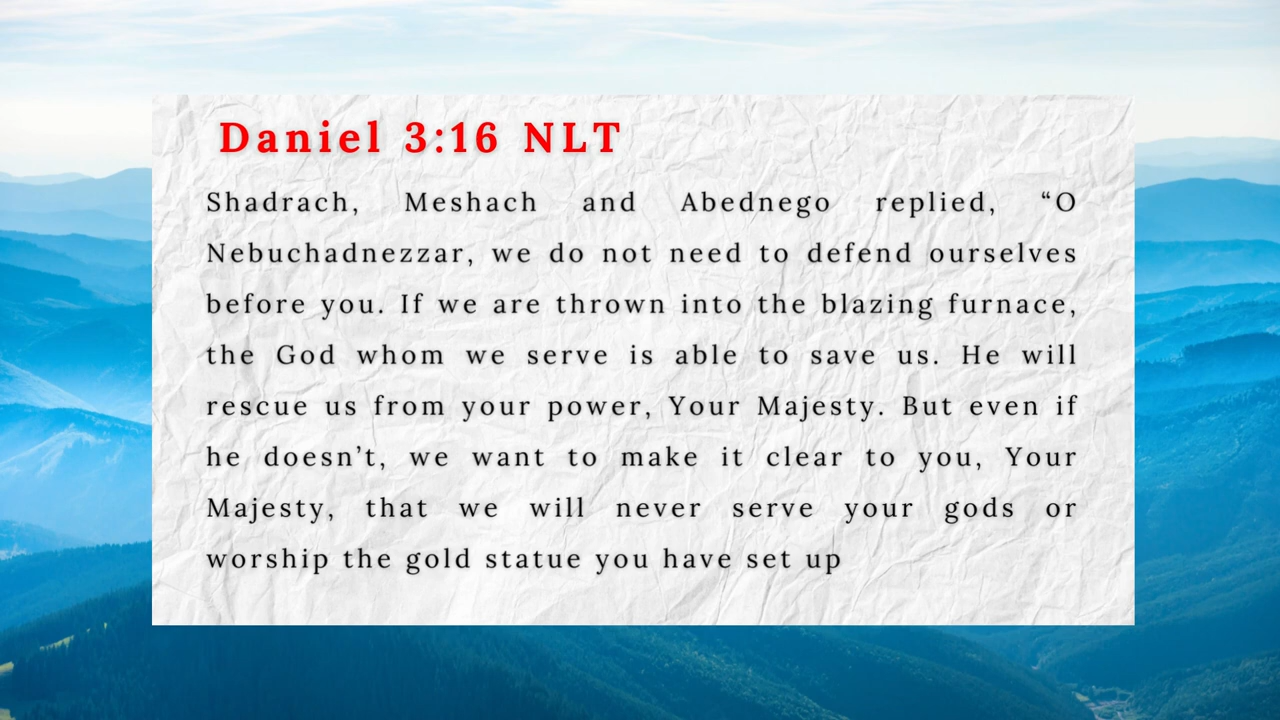 Daniel 3:16 NLT
Shadrach, Meshach and Abednego replied, “O
Nebuchadnezzar, we do not need to defend ourselves
before you. If we are thrown into the blazing furnace,
the God whom we serve is able to save us. He will
rescue us from your power, Your Majesty. But even if
he doesn’t, we want to make it clear to you, Your
Majesty, that we will never serve your gods or
worship the gold statue you have set up